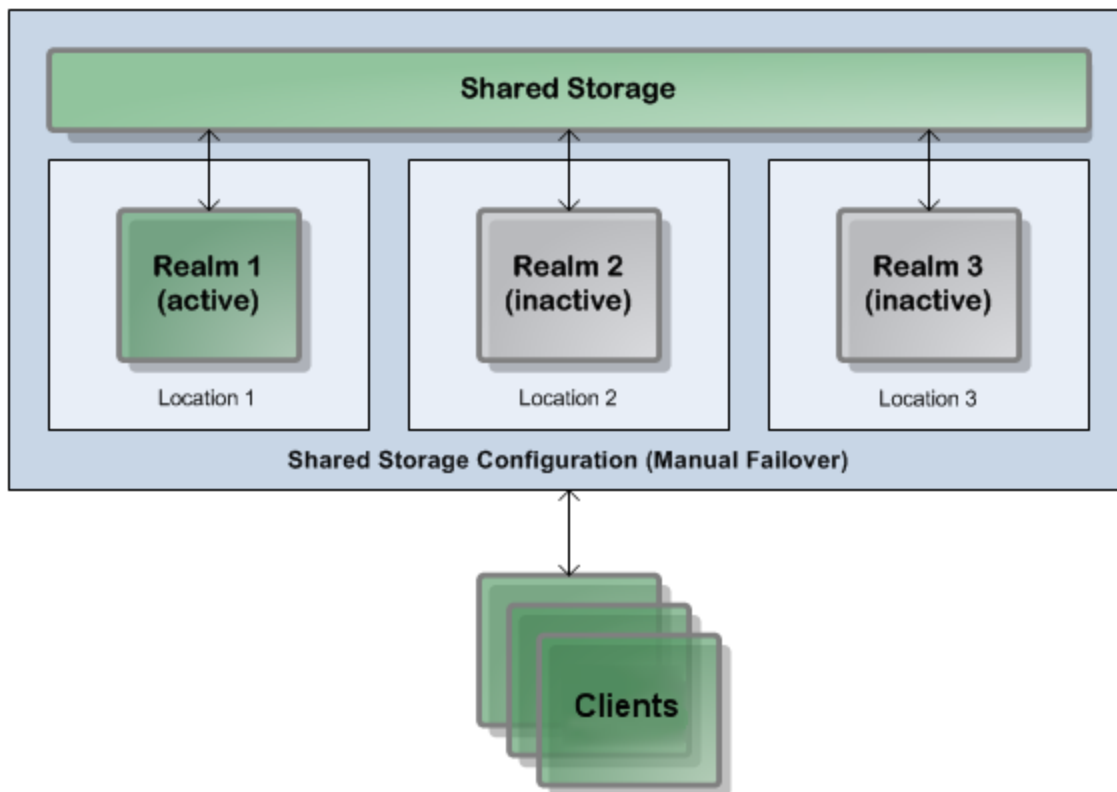 Shared Storage
Realm 1
(active)
Location 1
Realm 2
(inactive)
Location 2
Realm 3
(inactive)
Location 3
Shared Storage Configuration (Manual Failover)
Clients